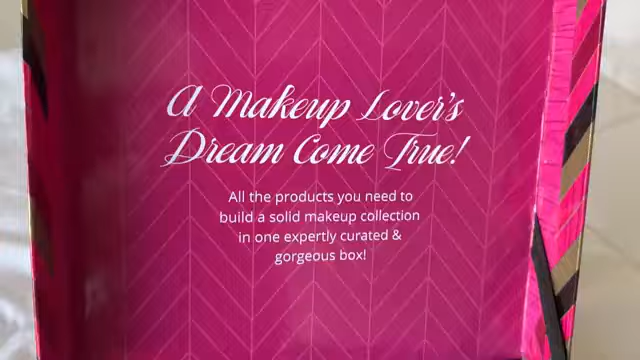 A Makeup Lover's
Dream Come True!
All the products you need to
build a solid makeup collection
in one expertly curated &
gorgeous box!